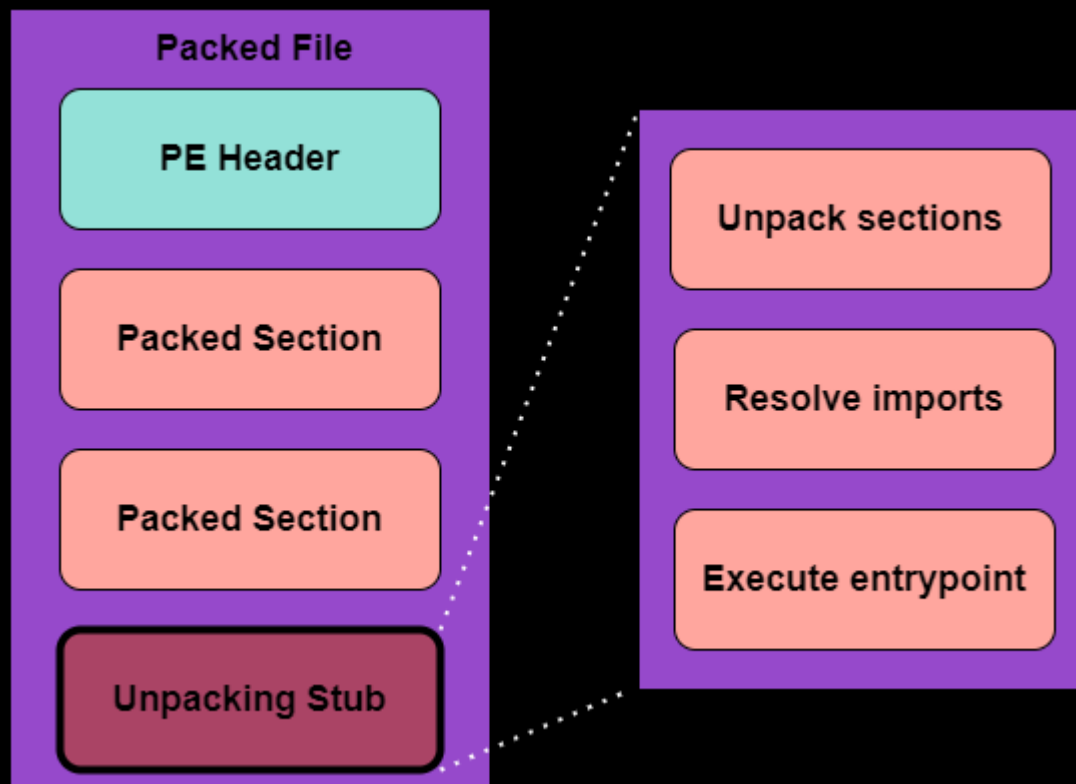 Packed File
PE Header
Packed Section
Packed Section
Unpacking Stub
Unpack sections
Resolve imports
Execute entrypoint